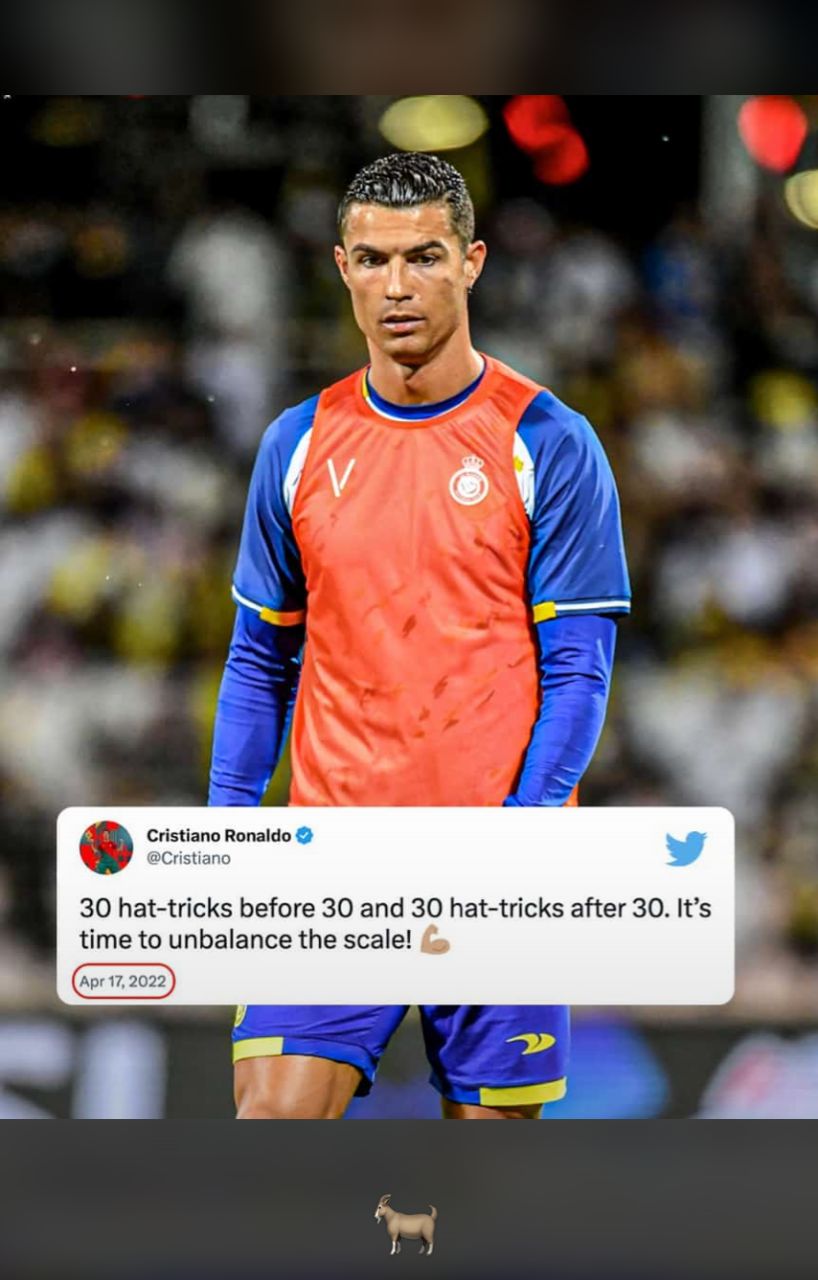 Cristiano Ronaldo
@Cristiano
30 hat-tricks before 30 and 30 hat-tricks after 30. It’s
time to unbalance the scale! 💪🏼
Apr 17, 2022